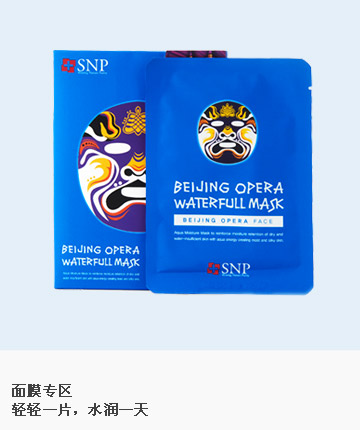 SNP
BEIJING OPERA
WATERFULL MASK
SNP
BEIJING OPERA
WATERFULL MASK
BEIJING OPERA FACE
Aqua Moisture Mask to reinforce moisture retention of dry and
water-insufficient skin with aqua energy creating moist and silky skin.
SNP
面膜专区
轻轻一片，水润一天